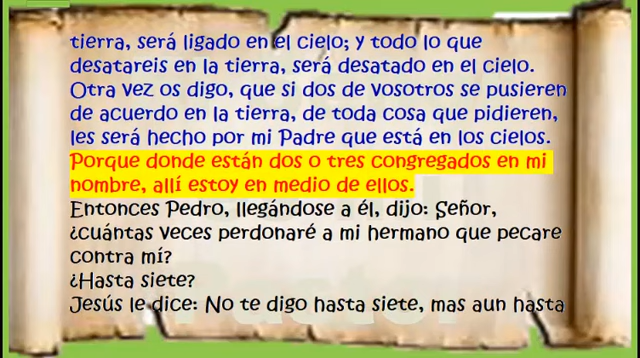 tierra, será ligado en el cielo; y todo lo que
desatareis en la tierra, será desatado en el cielo.
Otra vez os digo, que si dos de vosotros se pusieren
de acuerdo en la tierra, de toda cosa que pidieren,
les será hecho por mi Padre que está en los cielos.
Porque donde están dos o tres congregados en mi
nombre, allí estoy en medio de ellos.
Entonces Pedro, llegándose a él, dijo: Señor,
¿cuántas veces perdonaré a mi hermano que pecare
contra mí?
¿Hasta siete?
Jesús le dice: No te digo hasta siete, mas aun hasta